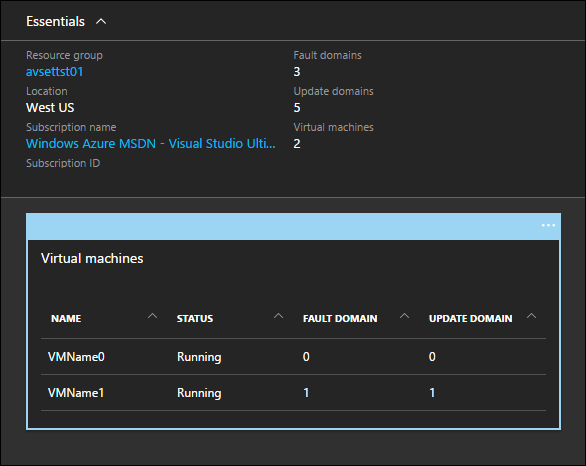 Essentials
Resource group
avsettst01
Location
West US
Subscription name
Windows Azure MSDN - Visual Studio Ulti...
Subscription ID
Fault domains
3
Update domains
5
Virtual machines
2
Virtual machines
NAME STATUS FAULT DOMAIN UPDATE DOMAIN
VMName0 Running 0 0
VMName1 Running 1 1